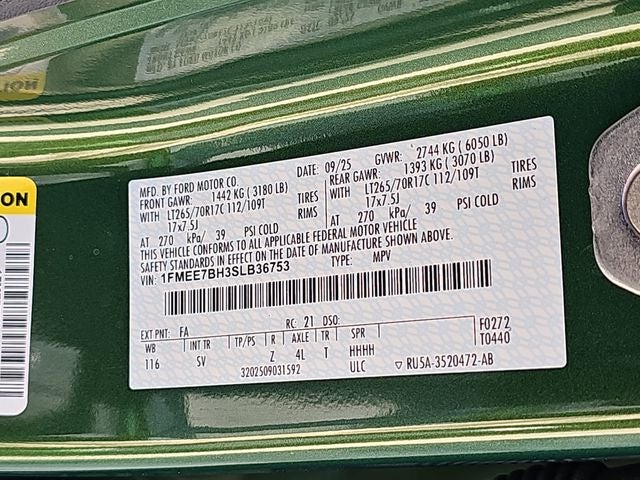 MFD. BY FORD MOTOR CO. DATE: 09/25 GVWR: 2744 KG ( 6050 LB)
FRONT GAWR: 1442 KG ( 3180 LB) REAR GAWR: 1393 KG ( 3070 LB)
WITH LT265/70R17C 112/109T TIRES WITH LT265/70R17C 112/109T TIRES
17x7.5J RIMS 17x7.5J RIMS
AT 270 kPa/ 39 PSI COLD AT 270 kPa/ 39 PSI COLD
THIS VEHICLE CONFORMS TO ALL APPLICABLE FEDERAL MOTOR VEHICLE
SAFETY STANDARDS IN EFFECT ON THE DATE OF MANUFACTURE SHOWN ABOVE.
VIN: 1FMEE7BH3SLB36753 TYPE: MPV
EXT PNT: FA RC: 21 DSO: F0272
WB INT TR TP/PS R AXLE TR SPR T0440
116 SV Z 4L T HHHH
3202509031592 ULC ▽ RU5A-3520472-AB
ION